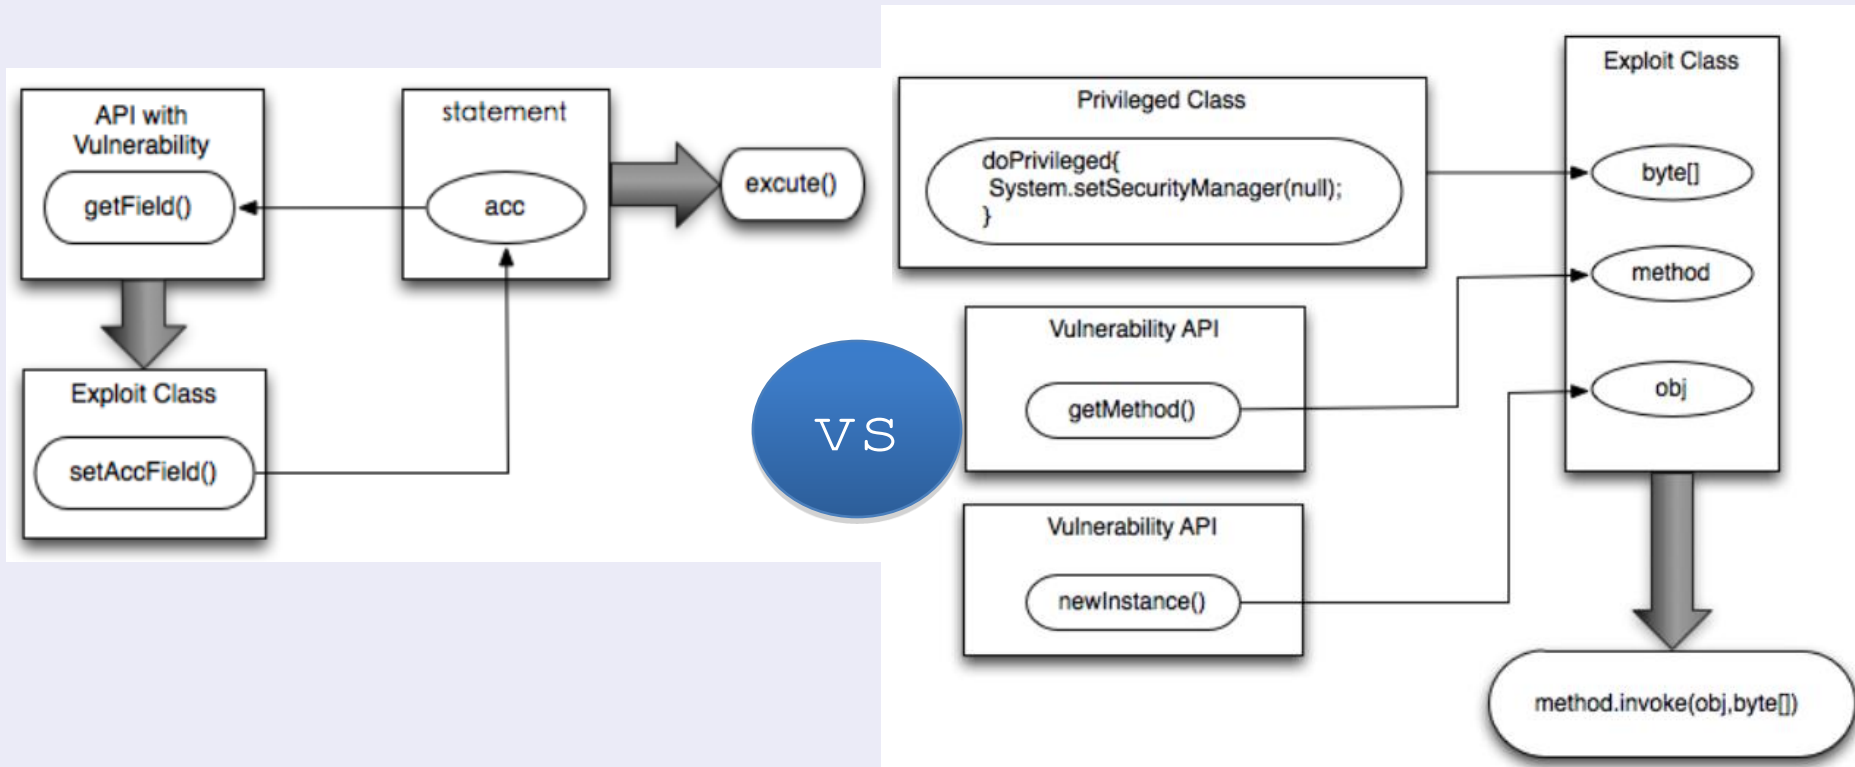 API with
Vulnerability
getField()
statement
acc
excute()
Exploit Class
setAccField()
vs
Privileged Class
doPrivileged{
System.setSecurityManager(null);
}
Vulnerability API
getMethod()
Vulnerability API
newInstance()
Exploit Class
byte[]
method
obj
method.invoke(obj,byte[])